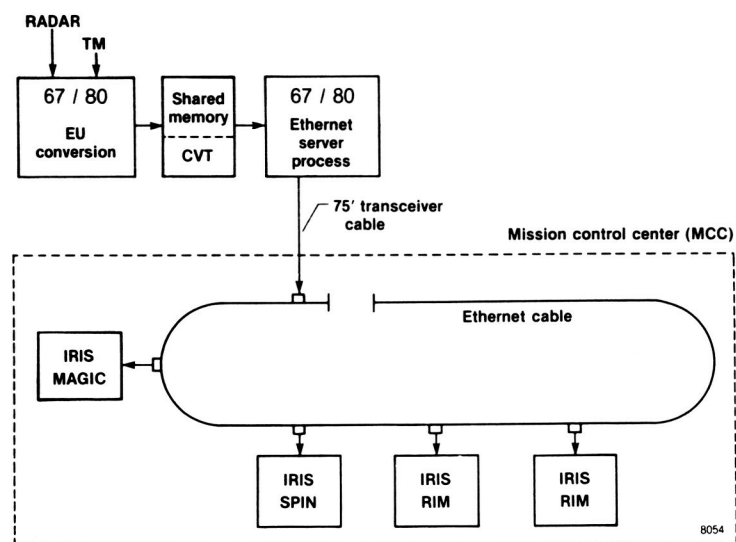 RADAR
TM
67 / 80
EU
conversion
Shared
memory
CVT
67 / 80
Ethernet
server
process
75' transceiver
cable
Mission control center (MCC)
Ethernet cable
IRIS
MAGIC
IRIS
SPIN
IRIS
RIM
IRIS
RIM
8054